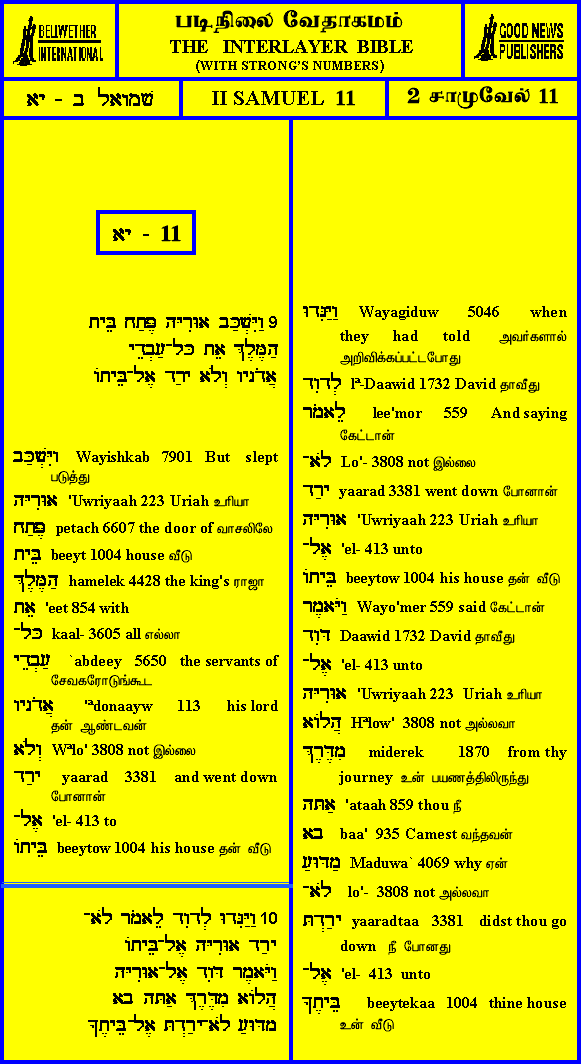 BELLWETHER
INTERNATIONAL
படிநிலை வேதாகமம்
THE INTERLAYER BIBLE
(WITH STRONG'S NUMBERS)
GOOD NEWS
PUBLISHERS
שמואל ב - יא
II SAMUEL 11
2 சாமுவேல் 11
יא - 11
9 וַיִּשְׁכַּב אוּרִיָּה פֶּתַח בֵּית
הַמֶּלֶךְ אֵת כָּל־עַבְדֵי
אֲדֹנָיו וְלֹא יָרַד אֶל־בֵּיתוֹ
וַיִּשְׁכַּב Wayishkab 7901 But slept
படுத்து
אוּרִיָּה 'Uwriyaah 223 Uriah உரியா
פֶּתַח petach 6607 the door of வாசலிலே
בֵּית beeyt 1004 house வீடு
הַמֶּלֶךְ hamelek 4428 the king's ராஜா
אֵת 'eet 854 with
כָּל־ kaal- 3605 all எல்லா
עַבְדֵי `abdeey 5650 the servants of
சேவகரோடுங்கூட
אֲדֹנָיו 'ªdonaayw 113 his lord
தன் ஆண்டவன்
וְלֹא Wªlo' 3808 not இல்லை
יָרַד yaarad 3381 and went down
போனான்
אֶל־ 'el- 413 to
בֵּיתוֹ beeytow 1004 his house தன் வீடு
10 וַיַּגִּדוּ לְדָוִד לֵאמֹר לֹא־
יָרַד אוּרִיָּה אֶל־בֵּיתוֹ
וַיֹּאמֶר דָּוִד אֶל־אוּרִיָּה
הֲלוֹא מִדֶּרֶךְ אַתָּה בָא
מַדּוּעַ לֹא־יָרַדְתָּ אֶל־בֵּיתֶךָ
וַיַּגִּדוּ Wayagiduw 5046 when
they had told அவர்களால்
அறிவிக்கப்பட்டபோது
לְדָוִד lª-Daawid 1732 David தாவீது
לֵאמֹר lee'mor 559 And saying
கேட்டான்
לֹא־ Lo'- 3808 not இல்லை
יָרַד yaarad 3381 went down போனான்
אוּרִיָּה 'Uwriyaah 223 Uriah உரியா
אֶל־ 'el- 413 unto
בֵּיתוֹ beeytow 1004 his house தன் வீடு
וַיֹּאמֶר Wayo'mer 559 said கேட்டான்
דָּוִד Daawid 1732 David தாவீது
אֶל־ 'el- 413 unto
אוּרִיָּה 'Uwriyaah 223 Uriah உரியா
הֲלוֹא Hªlow' 3808 not அல்லவா
מִדֶּרֶךְ miderek 1870 from thy
journey உன் பயணத்திலிருந்து
אַתָּה 'ataah 859 thou நீ
בָא baa' 935 Camest வந்தவன்
מַדּוּעַ Maduwa` 4069 why ஏன்
לֹא־ lo'- 3808 not அல்லவா
יָרַדְתָּ yaaradtaa 3381 didst thou go
down நீ போனது
אֶל־ 'el- 413 unto
בֵּיתֶךָ beeytekaa 1004 thine house
உன் வீடு